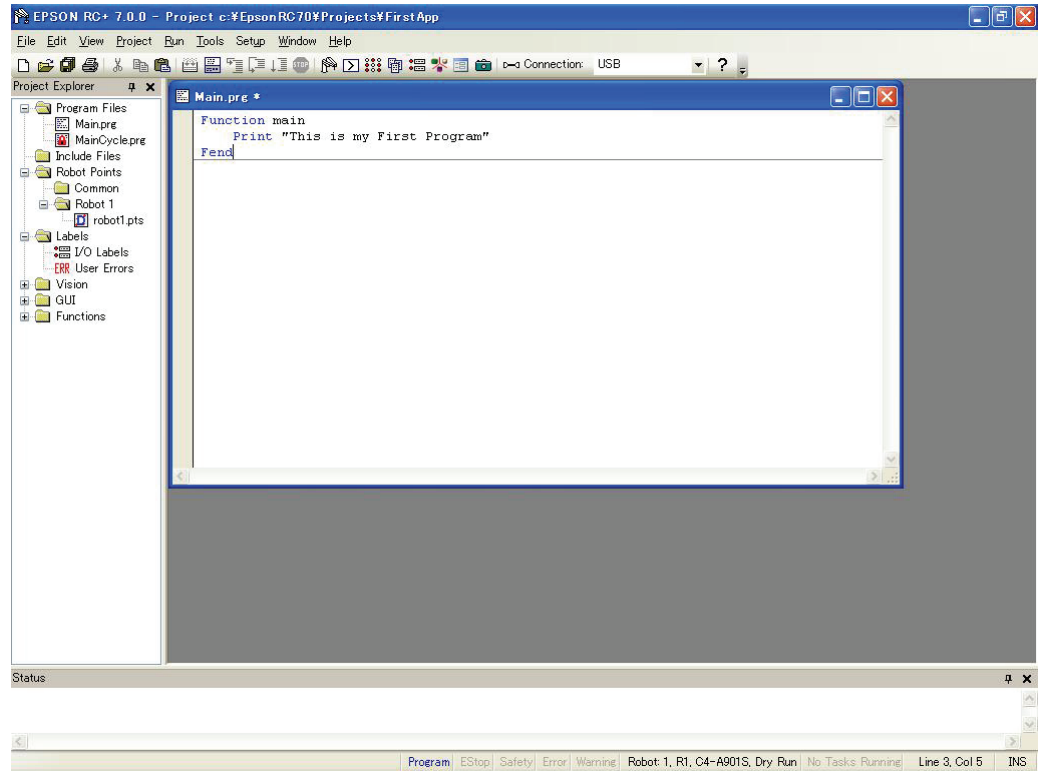 EPSON RC+ 7.0.0 - Project c:¥EpsonRC70¥Projects¥FirstApp
File Edit View Project Run Tools Setup Window Help
STOP Connection: USB ?
Project Explorer
Program Files
Main.prg
MainCycle.prg
Include Files
Robot Points
Common
Robot 1
robot1.pts
Labels
I/O Labels
ERR User Errors
Vision
GUI
Functions
Main.prg *
Function main
Print "This is my First Program"
Fend
Status
Program EStop Safety Error Warning Robot: 1, R1, C4-A901S, Dry Run No Tasks Running Line 3, Col 5 INS